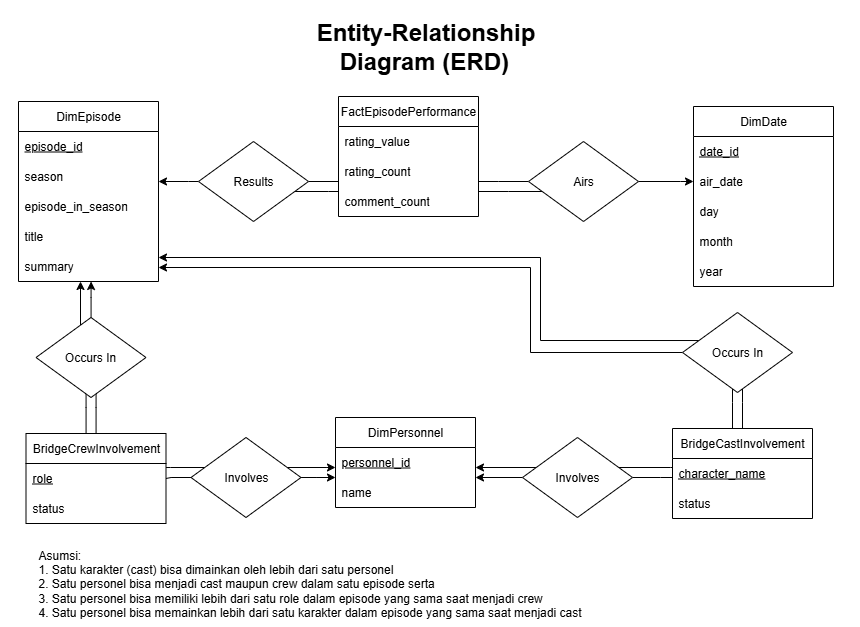 Entity-Relationship
Diagram (ERD)
DimEpisode
episode_id
season
episode_in_season
title
summary
Results
FactEpisodePerformance
rating_value
rating_count
comment_count
Airs
DimDate
date_id
air_date
day
month
year
Occurs In
Occurs In
BridgeCrewInvolvement
role
status
Involves
DimPersonnel
personnel_id
name
Involves
BridgeCastInvolvement
character_name
status
Asumsi:
1. Satu karakter (cast) bisa dimainkan oleh lebih dari satu personel
2. Satu personel bisa menjadi cast maupun crew dalam satu episode serta
3. Satu personel bisa memiliki lebih dari satu role dalam episode yang sama saat menjadi crew
4. Satu personel bisa memainkan lebih dari satu karakter dalam episode yang sama saat menjadi cast